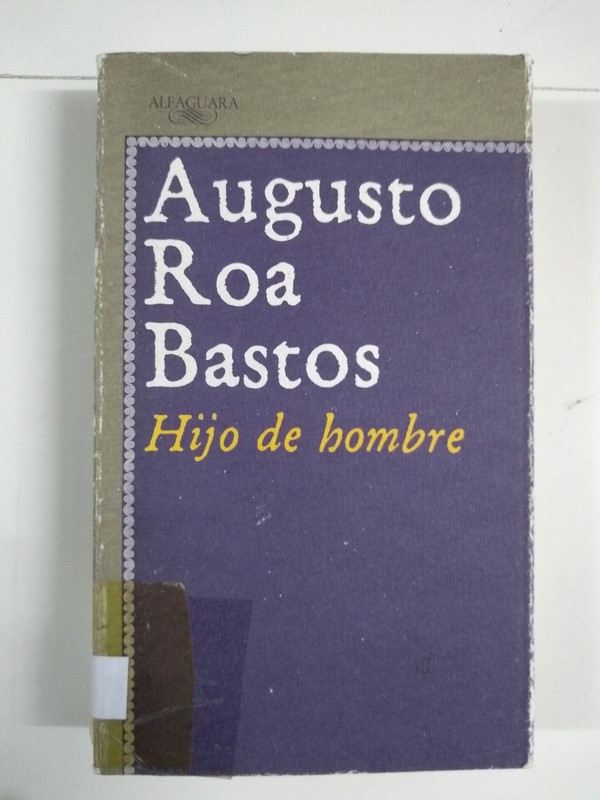 ALFAGUARA
Augusto
Roa
Bastos
Hijo de hombre